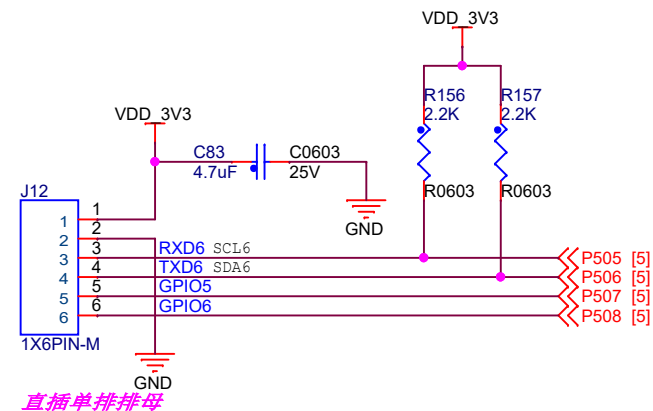 VDD_3V3
R156
R157
2.2K
2.2K
VDD_3V3
C83
C0603
4.7uF
25V
R0603
R0603
J12
GND
1
1
2
2
3
3
RXD6 SCL6
P505 [5]
4
4
TXD6 SDA6
P506 [5]
5
5
GPIO5
P507 [5]
6
6
GPIO6
P508 [5]
1X6PIN-M
GND
直插单排排母